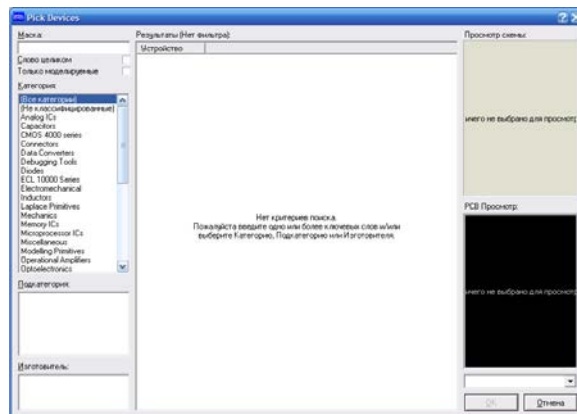 Pick Devices
Маска:
Слово целиком
Только моделируемые
Категория:
(Все категории)
(Не классифицированные)
Analog ICs
Capacitors
CMOS 4000 series
Connectors
Data Converters
Debugging Tools
Diodes
ECL 10000 Series
Electromechanical
Inductors
Laplace Primitives
Mechanics
Memory ICs
Microprocessor ICs
Miscellaneous
Modelling Primitives
Operational Amplifiers
Optoelectronics
Подкатегория:
Изготовитель:
Результаты (Нет фильтра):
Устройство
Нет критериев поиска.
Пожалуйста введите одно или более ключевых слов и/или
выберите Категорию, Подкатегорию или Изготовителя.
Просмотр схемы:
ичего не выбрано для просмотр
PCB Просмотр:
ичего не выбрано для просмотр
OK
Отмена